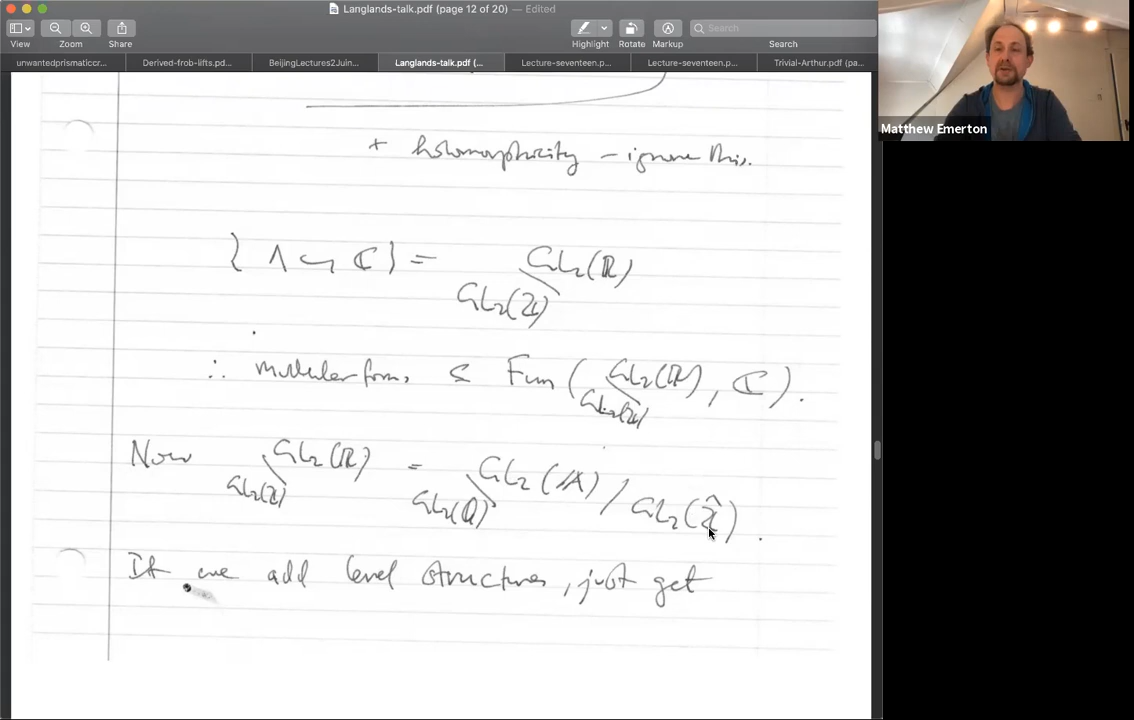 Langlands-talk.pdf (page 12 of 20) — Edited
View Zoom Share Highlight Rotate Markup Search
Search
unwantedprismaticcr... Derived-frob-lifts.pd... BeijingLectures2Juin... Langlands-talk.pdf (... Lecture-seventeen.p... Lecture-seventeen.p... Trivial-Arthur.pdf (pa...
Matthew Emerton
+ holomorphicity – ignore this.
{ Λ ↪ ℂ } = GL₂(ℤ) \ GL₂(ℝ)
∴ modular forms ⊆ Fun ( GL₂(ℤ) \ GL₂(ℝ), ℂ ).
Now GL₂(ℤ) \ GL₂(ℝ) = GL₂(ℚ) \ GL₂(𝔸) / GL₂(ℤ̂) .
If we add level structures, just get